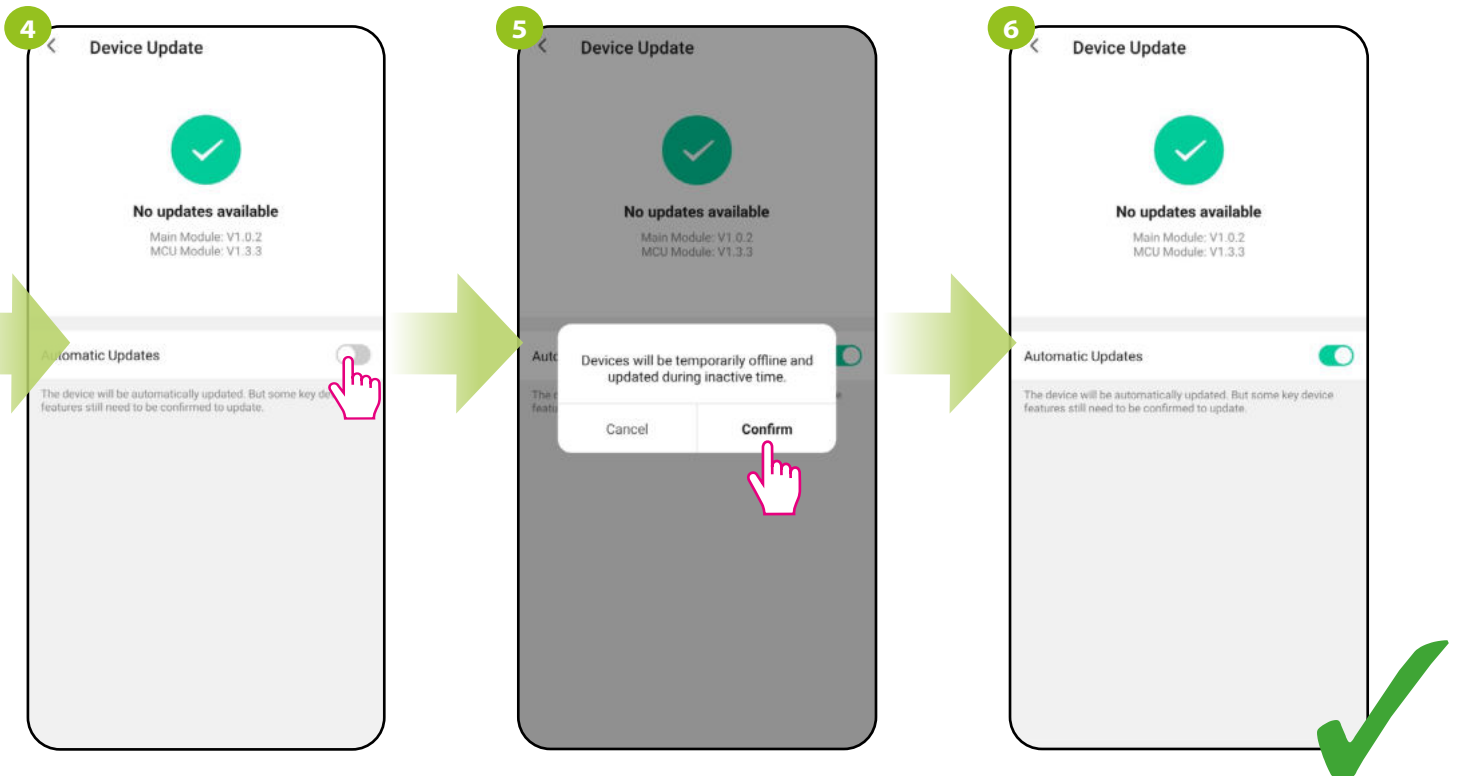 4
Device Update
No updates available
Main Module: V1.0.2
MCU Module: V1.3.3
Automatic Updates
The device will be automatically updated. But some key
features still need to be confirmed to update.
5
Device Update
No updates available
Main Module: V1.0.2
MCU Module: V1.3.3
Devices will be temporarily offline and
updated during inactive time.
Cancel
Confirm
6
Device Update
No updates available
Main Module: V1.0.2
MCU Module: V1.3.3
Automatic Updates
The device will be automatically updated. But some key device
features still need to be confirmed to update.